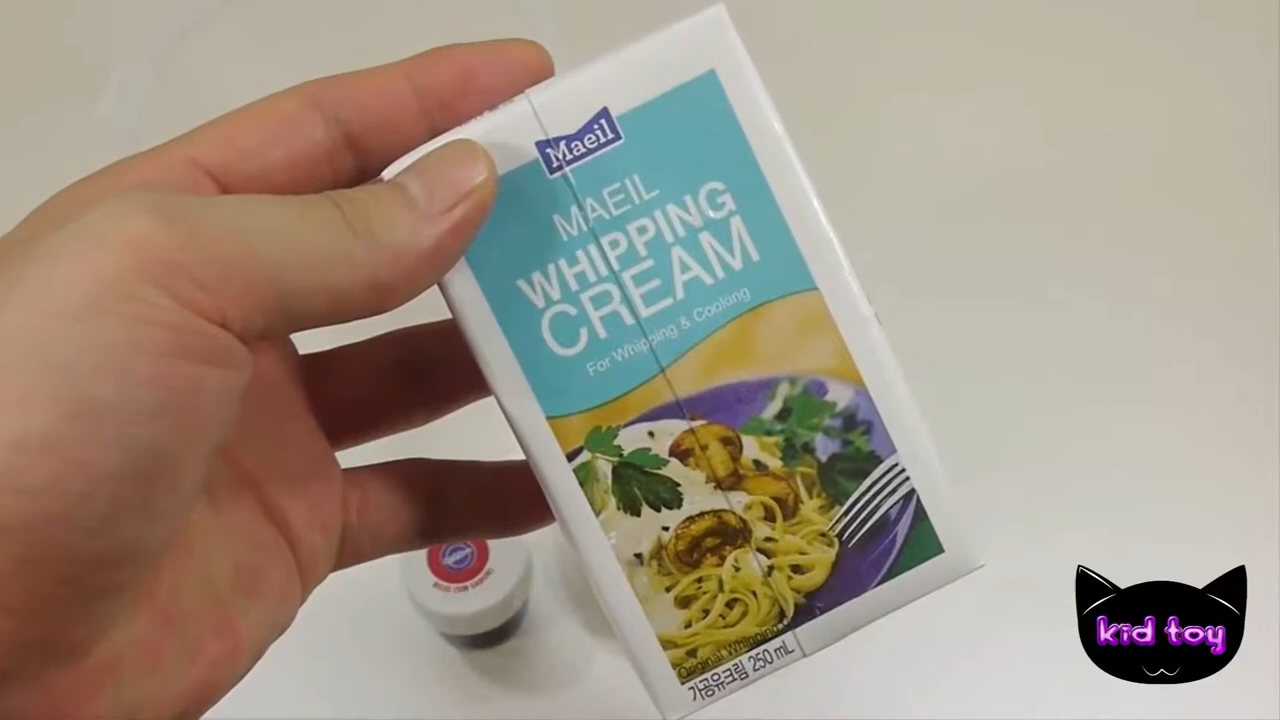 Maeil
MAEIL
WHIPPING
CREAM
For Whipping & Cooking
Original Whipping
가공유크림 250 mL
kid toy